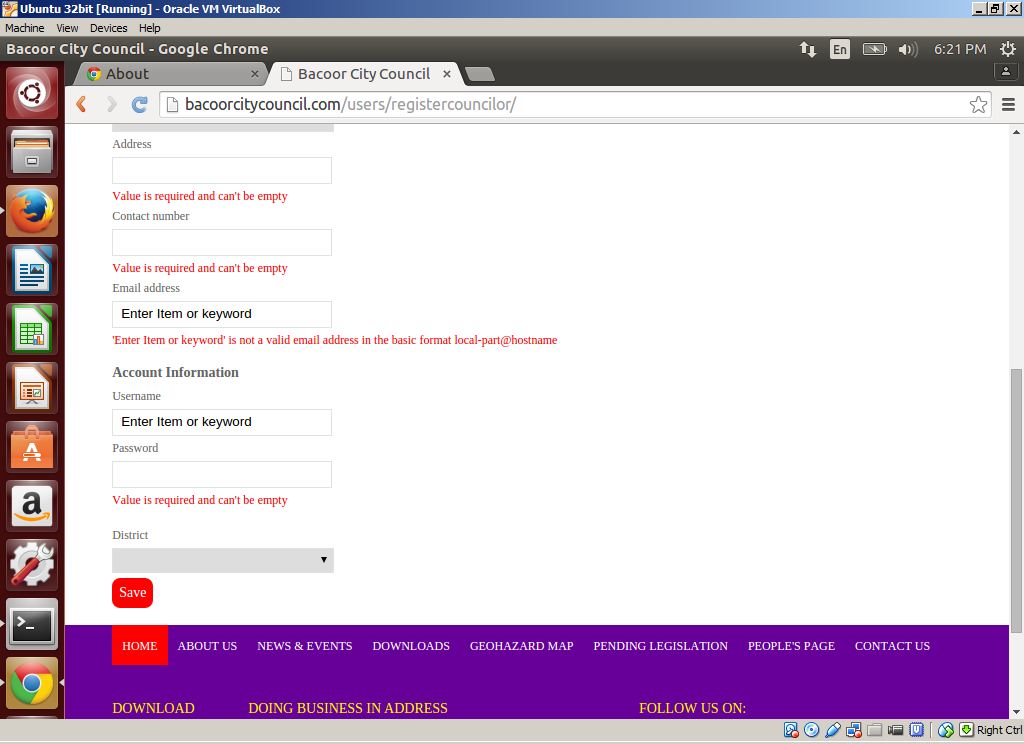 Ubuntu 32bit [Running] - Oracle VM VirtualBox
Machine View Devices Help
Bacoor City Council - Google Chrome En 6:21 PM
About Bacoor City Council
bacoorcitycouncil.com/users/registercouncilor/
Address
Value is required and can't be empty
Contact number
Value is required and can't be empty
Email address
Enter Item or keyword
'Enter Item or keyword' is not a valid email address in the basic format local-part@hostname
Account Information
Username
Enter Item or keyword
Password
Value is required and can't be empty
District
Save
HOME ABOUT US NEWS & EVENTS DOWNLOADS GEOHAZARD MAP PENDING LEGISLATION PEOPLE'S PAGE CONTACT US
DOWNLOAD DOING BUSINESS IN ADDRESS FOLLOW US ON:
Right Ctrl